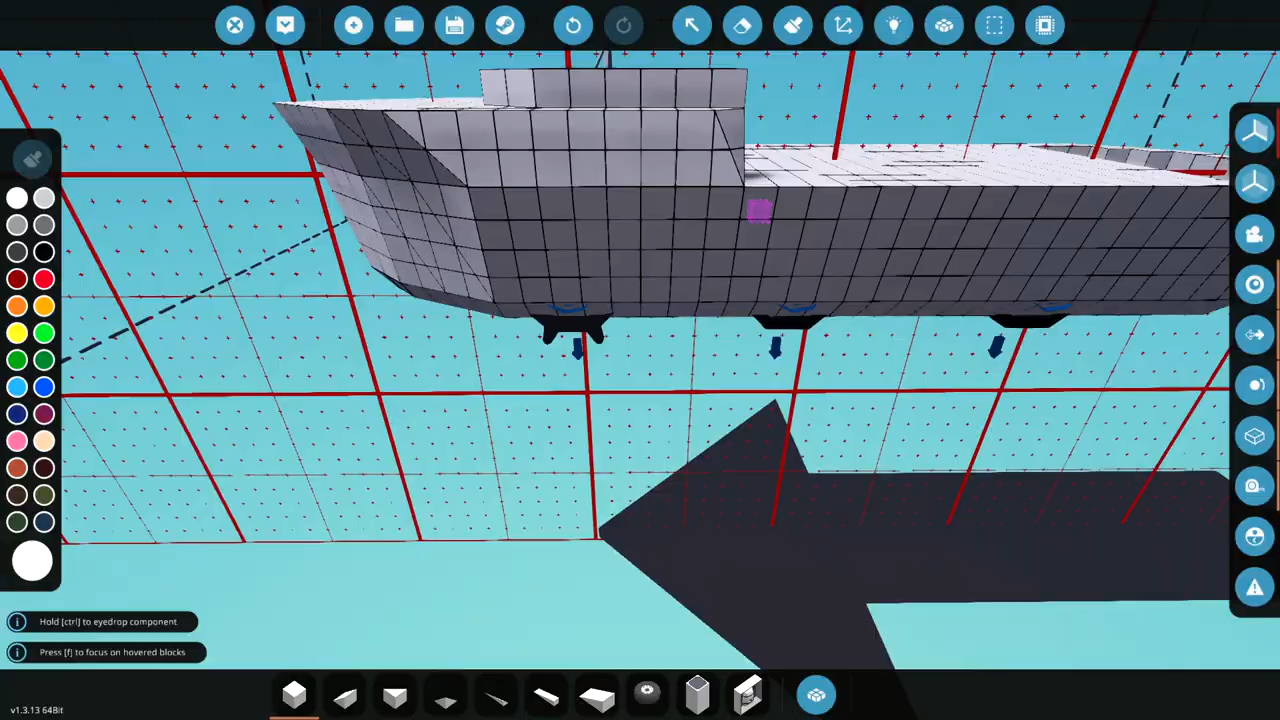 Hold [ctrl] to eyedrop component
Press [f] to focus on hovered blocks
v1.3.13 64Bit